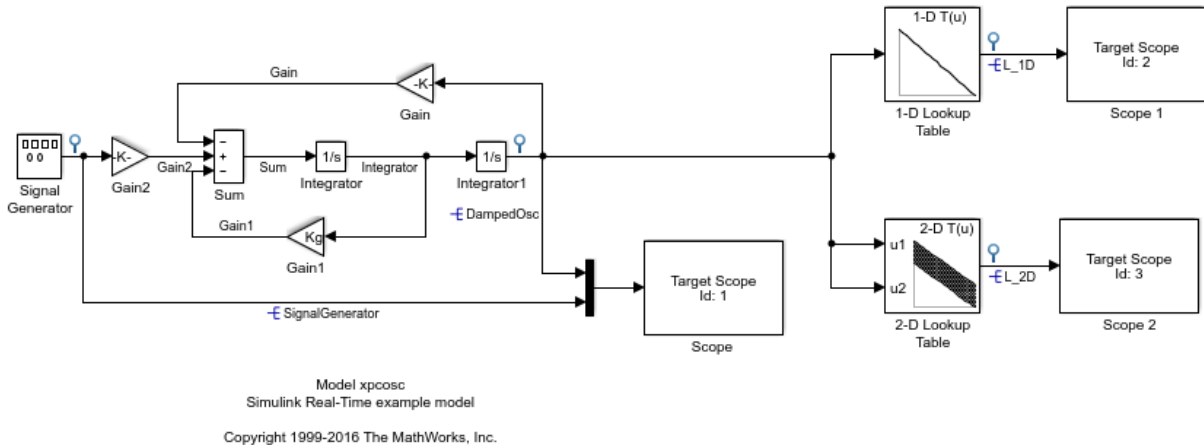 1-D T(u)
L_1D
1-D Lookup
Table
Target Scope
Id: 2
Scope 1
Gain
-K-
Gain
Signal
Generator
-K-
Gain2
Gain2
−
+
−
Sum
Sum
1/s
Integrator
Integrator
1/s
Integrator1
DampedOsc
Gain1
Kg
Gain1
SignalGenerator
Target Scope
Id: 1
Scope
2-D T(u)
u1
u2
L_2D
2-D Lookup
Table
Target Scope
Id: 3
Scope 2
Model xpcosc
Simulink Real-Time example model
Copyright 1999-2016 The MathWorks, Inc.